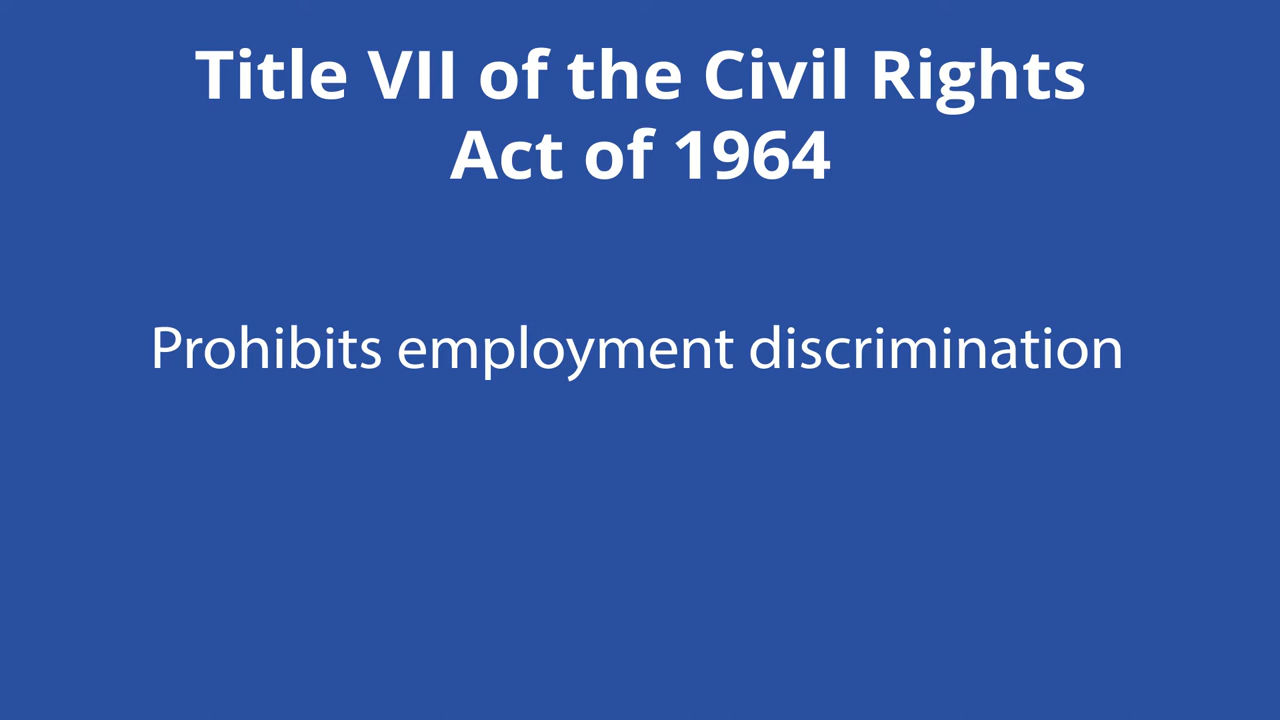 Title VII of the Civil Rights
Act of 1964
Prohibits employment discrimination